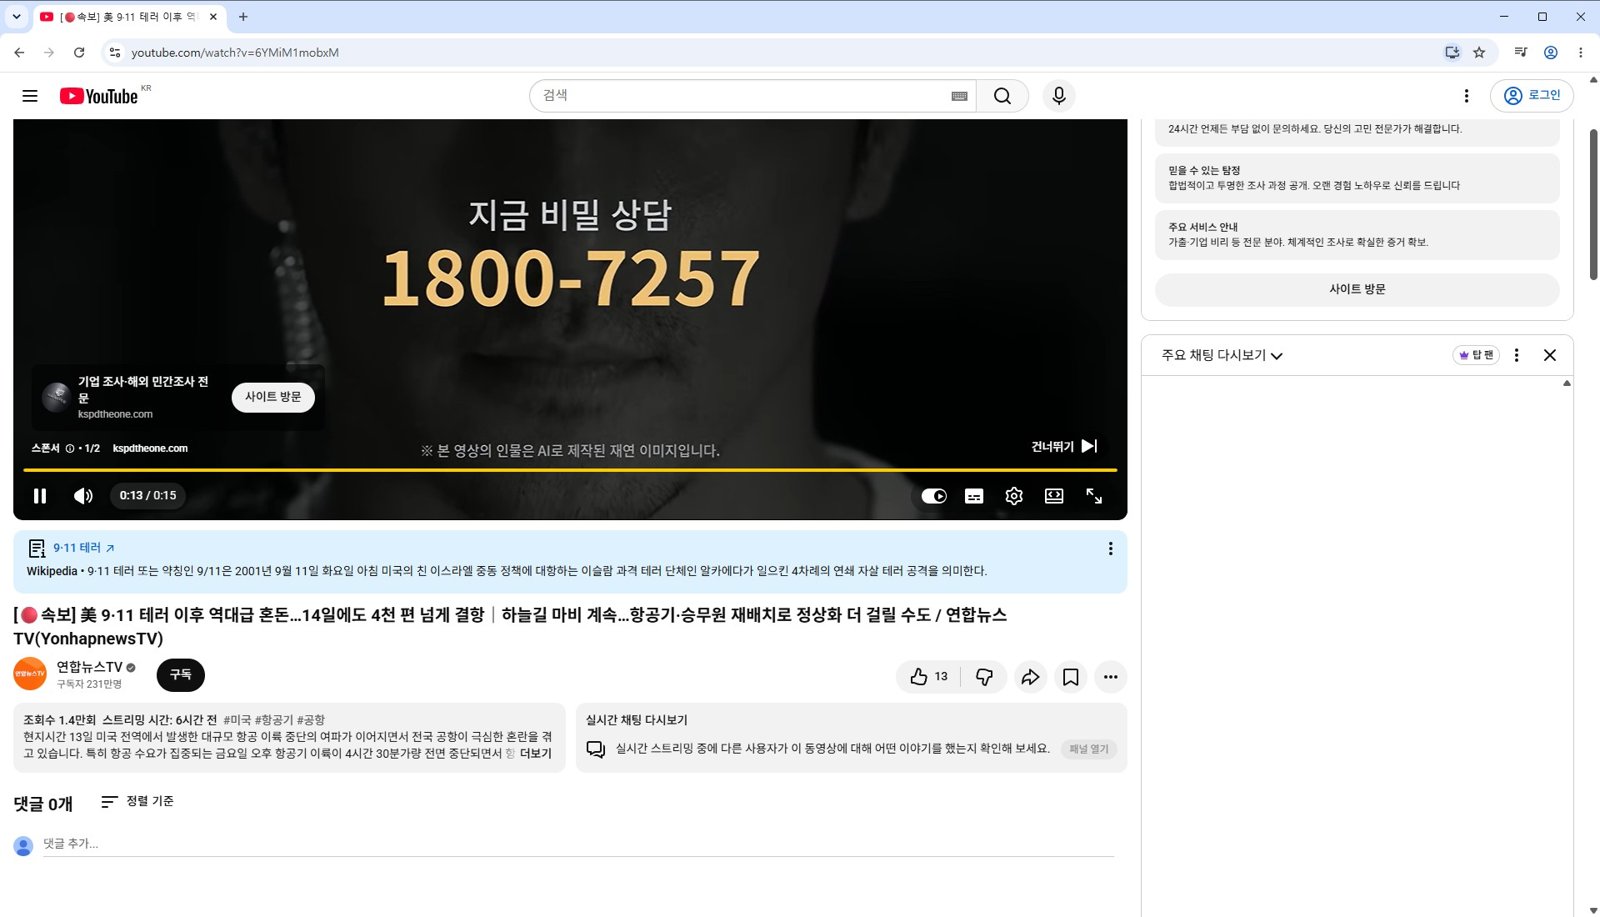 [🔴속보] 美 9·11 테러 이후 역
youtube.com/watch?v=6YMiM1mobxM
YouTube KR
검색
로그인
지금 비밀 상담
1800-7257
기업 조사·해외 민간조사 전
문
kspdtheone.com
사이트 방문
스폰서 • 1/2 kspdtheone.com
※ 본 영상의 인물은 AI로 제작된 재연 이미지입니다.
건너뛰기
0:13 / 0:15
24시간 언제든 부담 없이 문의하세요. 당신의 고민 전문가가 해결합니다.
믿을 수 있는 탐정
합법적이고 투명한 조사 과정 공개. 오랜 경험 노하우로 신뢰를 드립니다
주요 서비스 안내
가출·기업 비리 등 전문 분야. 체계적인 조사로 확실한 증거 확보.
사이트 방문
주요 채팅 다시보기
탑 팬
9·11 테러
Wikipedia • 9·11 테러 또는 약칭인 9/11은 2001년 9월 11일 화요일 아침 미국의 친 이스라엘 중동 정책에 대항하는 이슬람 과격 테러 단체인 알카에다가 일으킨 4차례의 연쇄 자살 테러 공격을 의미한다.
[🔴속보] 美 9·11 테러 이후 역대급 혼돈…14일에도 4천 편 넘게 결항｜하늘길 마비 계속…항공기·승무원 재배치로 정상화 더 걸릴 수도 / 연합뉴스
TV(YonhapnewsTV)
연합뉴스TV
구독자 231만명
구독
13
조회수 1.4만회 스트리밍 시간: 6시간 전 #미국 #항공기 #공항
현지시간 13일 미국 전역에서 발생한 대규모 항공 이륙 중단의 여파가 이어지면서 전국 공항이 극심한 혼란을 겪
고 있습니다. 특히 항공 수요가 집중되는 금요일 오후 항공기 이륙이 4시간 30분가량 전면 중단되면서 항 더보기
실시간 채팅 다시보기
실시간 스트리밍 중에 다른 사용자가 이 동영상에 대해 어떤 이야기를 했는지 확인해 보세요.
패널 열기
댓글 0개
정렬 기준
댓글 추가...